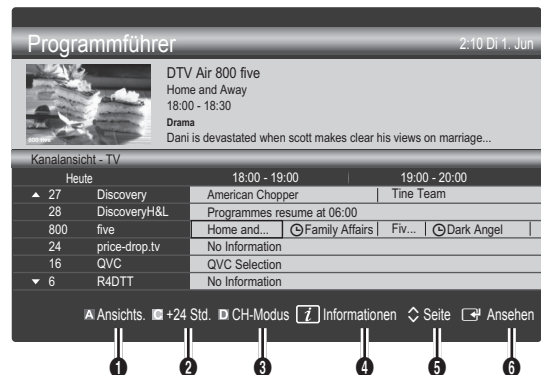 Programmführer 2:10 Di 1. Jun
DTV Air 800 five
Home and Away
18:00 - 18:30
Drama
Dani is devastated when scott makes clear his views on marriage...
800 five
Kanalansicht - TV
Heute 18:00 - 19:00 19:00 - 20:00
▲ 27 Discovery American Chopper Tine Team
28 DiscoveryH&L Programmes resume at 06:00
800 five Home and... Family Affairs Fiv... Dark Angel
24 price-drop.tv No Information
16 QVC QVC Selection
▼ 6 R4DTT No Information
A Ansichts. C +24 Std. D CH-Modus i Informationen Seite Ansehen
1 2 3 4 5 6